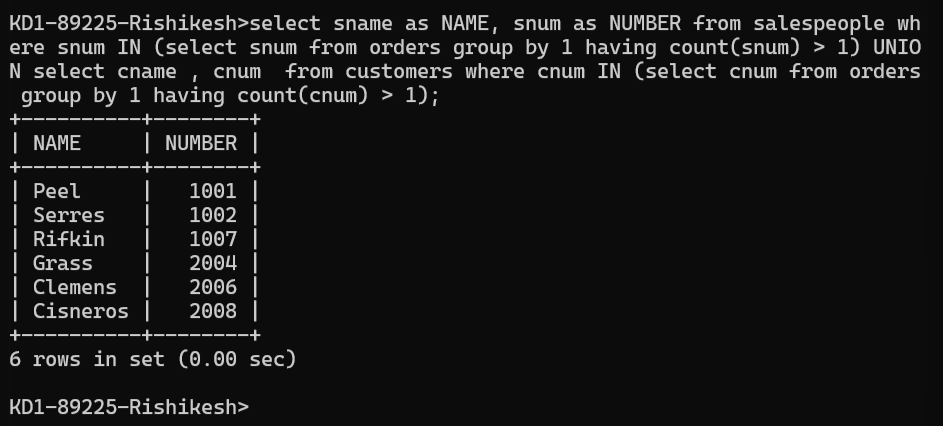 KD1-89225-Rishikesh>select sname as NAME, snum as NUMBER from salespeople wh
ere snum IN (select snum from orders group by 1 having count(snum) > 1) UNIO
N select cname , cnum  from customers where cnum IN (select cnum from orders
 group by 1 having count(cnum) > 1);
+----------+--------+
| NAME     | NUMBER |
+----------+--------+
| Peel     |   1001 |
| Serres   |   1002 |
| Rifkin   |   1007 |
| Grass    |   2004 |
| Clemens  |   2006 |
| Cisneros |   2008 |
+----------+--------+
6 rows in set (0.00 sec)

KD1-89225-Rishikesh>